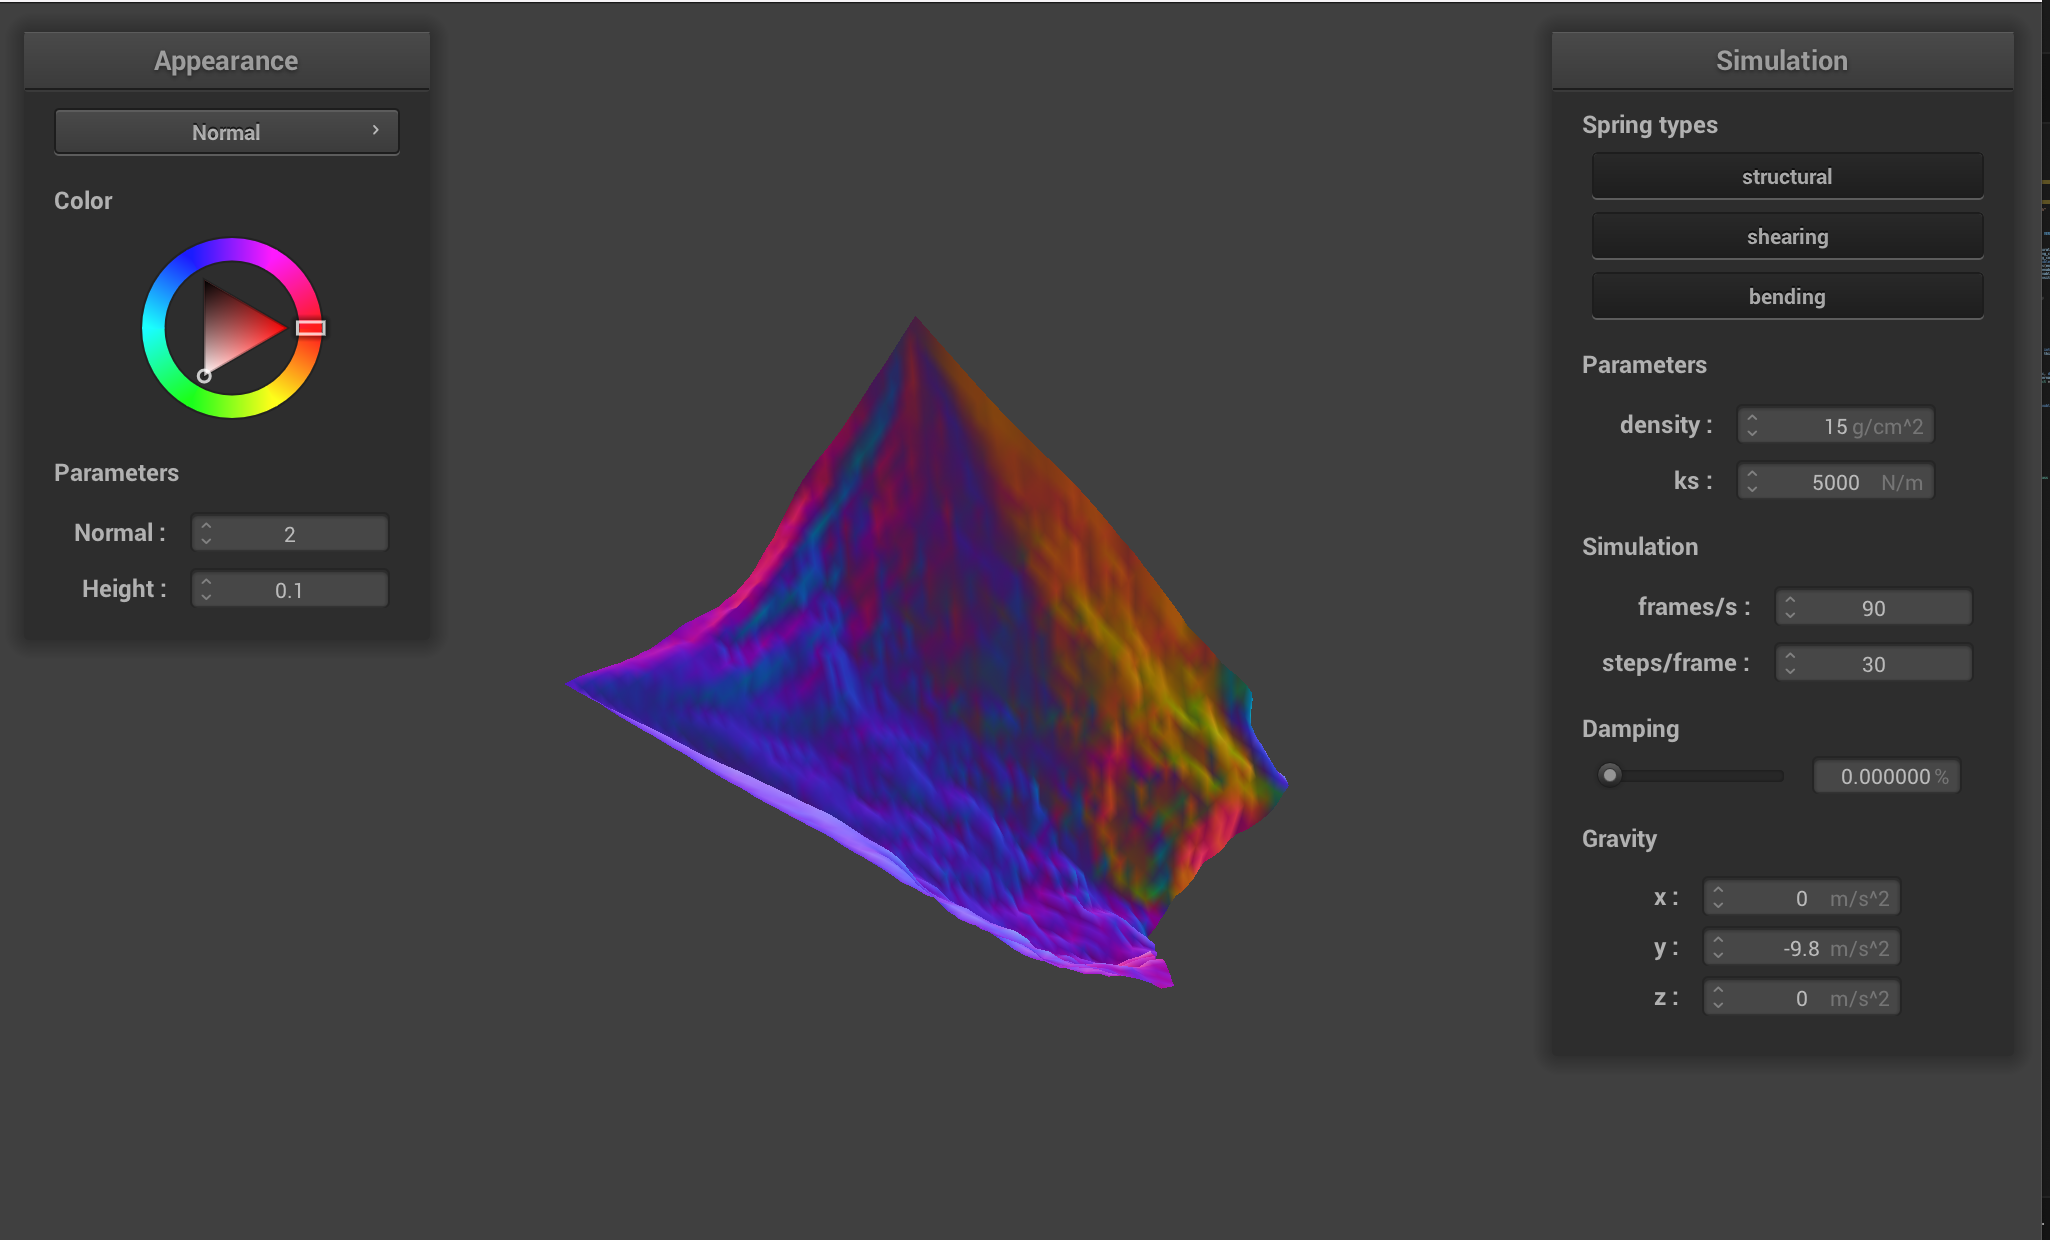 Appearance
Normal
Color
Parameters
Normal : 2
Height : 0.1
Simulation
Spring types
structural
shearing
bending
Parameters
density : 15 g/cm^2
ks : 5000 N/m
Simulation
frames/s : 90
steps/frame : 30
Damping
0.000000 %
Gravity
x : 0 m/s^2
y : -9.8 m/s^2
z : 0 m/s^2